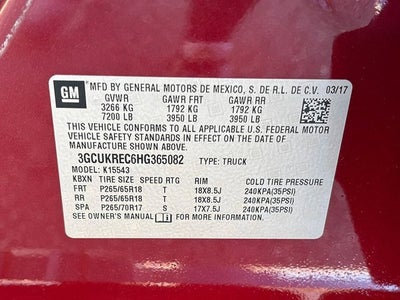 GM
MFD BY GENERAL MOTORS DE MEXICO, S. DE R.L. DE C.V. 03/17
GVWR GAWR FRT GAWR RR
3266 KG 1792 KG 1792 KG
7200 LB 3950 LB 3950 LB
THIS VEHICLE CONFORMS TO ALL APPLICABLE U.S. FEDERAL MOTOR
VEHICLE SAFETY STANDARDS IN EFFECT ON THE DATE OF
MANUFACTURE SHOWN ABOVE.
3GCUKREC6HG365082 TYPE: TRUCK
MODEL: K15543
KBXN TIRE SIZE SPEED RTG RIM COLD TIRE PRESSURE
FRT P265/65R18 T 18X8.5J 240KPA(35PSI)
RR P265/65R18 T 18X8.5J 240KPA(35PSI)
SPA P265/70R17 S 17X7.5J 240KPA(35PSI)
SEE OWNER'S MANUAL FOR MORE INFORMATION.